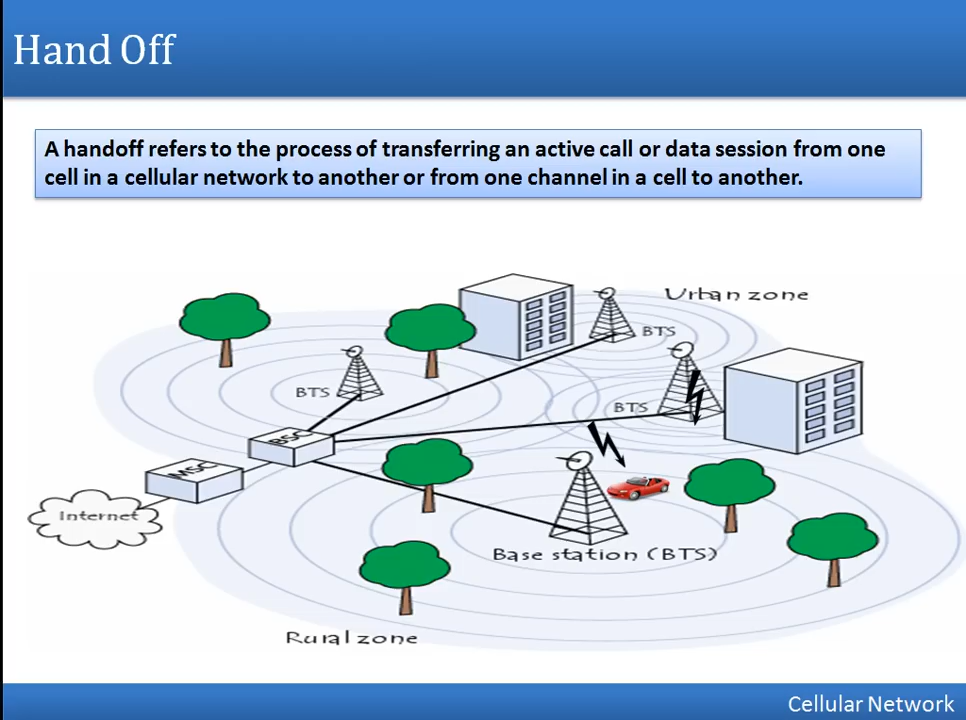 Hand Off
A handoff refers to the process of transferring an active call or data session from one
cell in a cellular network to another or from one channel in a cell to another.
Urban zone
BTS
BTS
BTS
BSC
MSC
Internet
Base station (BTS)
Rural zone
Cellular Network